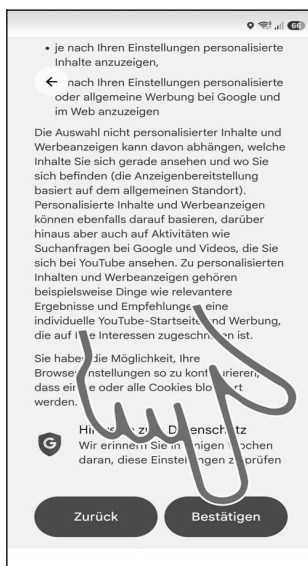 66
• je nach Ihren Einstellungen personalisierte
Inhalte anzuzeigen,
nach Ihren Einstellungen personalisierte
oder allgemeine Werbung bei Google und
im Web anzuzeigen
Die Auswahl nicht personalisierter Inhalte und
Werbeanzeigen kann davon abhängen, welche
Inhalte Sie sich gerade ansehen und wo Sie
sich befinden (die Anzeigenbereitstellung
basiert auf dem allgemeinen Standort).
Personalisierte Inhalte und Werbeanzeigen
können ebenfalls darauf basieren, darüber
hinaus aber auch auf Aktivitäten wie
Suchanfragen bei Google und Videos, die Sie
sich bei YouTube ansehen. Zu personalisierten
Inhalten und Werbeanzeigen gehören
beispielsweise Dinge wie relevantere
Ergebnisse und Empfehlungen, eine
individuelle YouTube-Startseite und Werbung,
die auf Ihre Interessen zugeschnitten ist.
Sie haben die Möglichkeit, Ihre
Browsereinstellungen so zu konfigurieren,
dass einige oder alle Cookies blockiert
werden.
G
Hinweis zum Datenschutz
Wir erinnern Sie in einigen Wochen
daran, diese Einstellungen zu prüfen
Zurück
Bestätigen